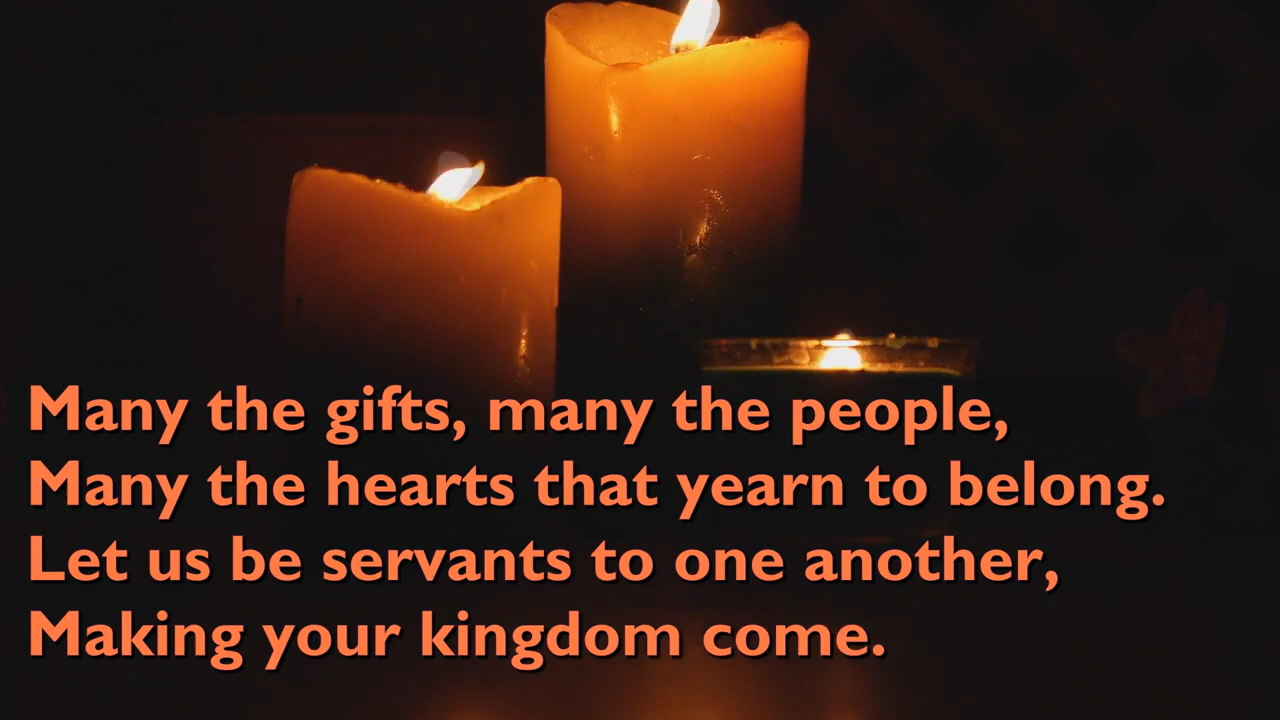 Many the gifts, many the people,
Many the hearts that yearn to belong.
Let us be servants to one another,
Making your kingdom come.